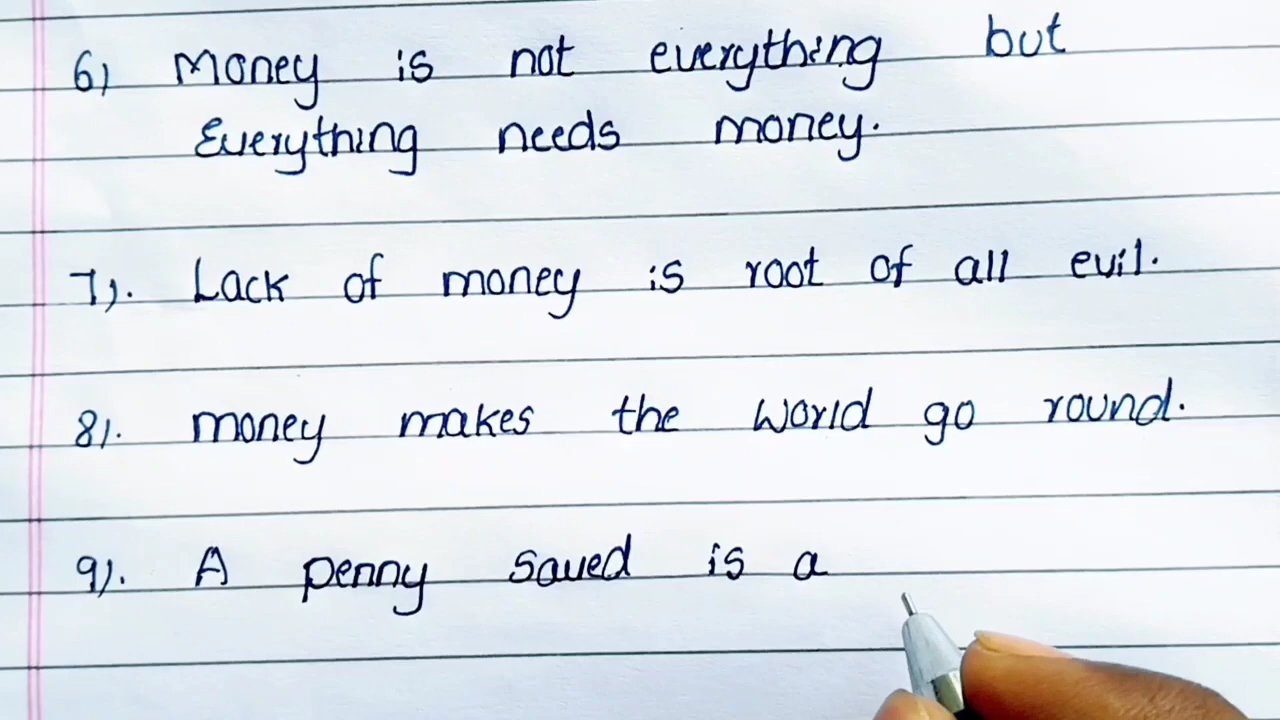 6) Money is not everything but
Everything needs money.
7). Lack of money is root of all evil.
8). money makes the world go round.
9). A penny saved is a